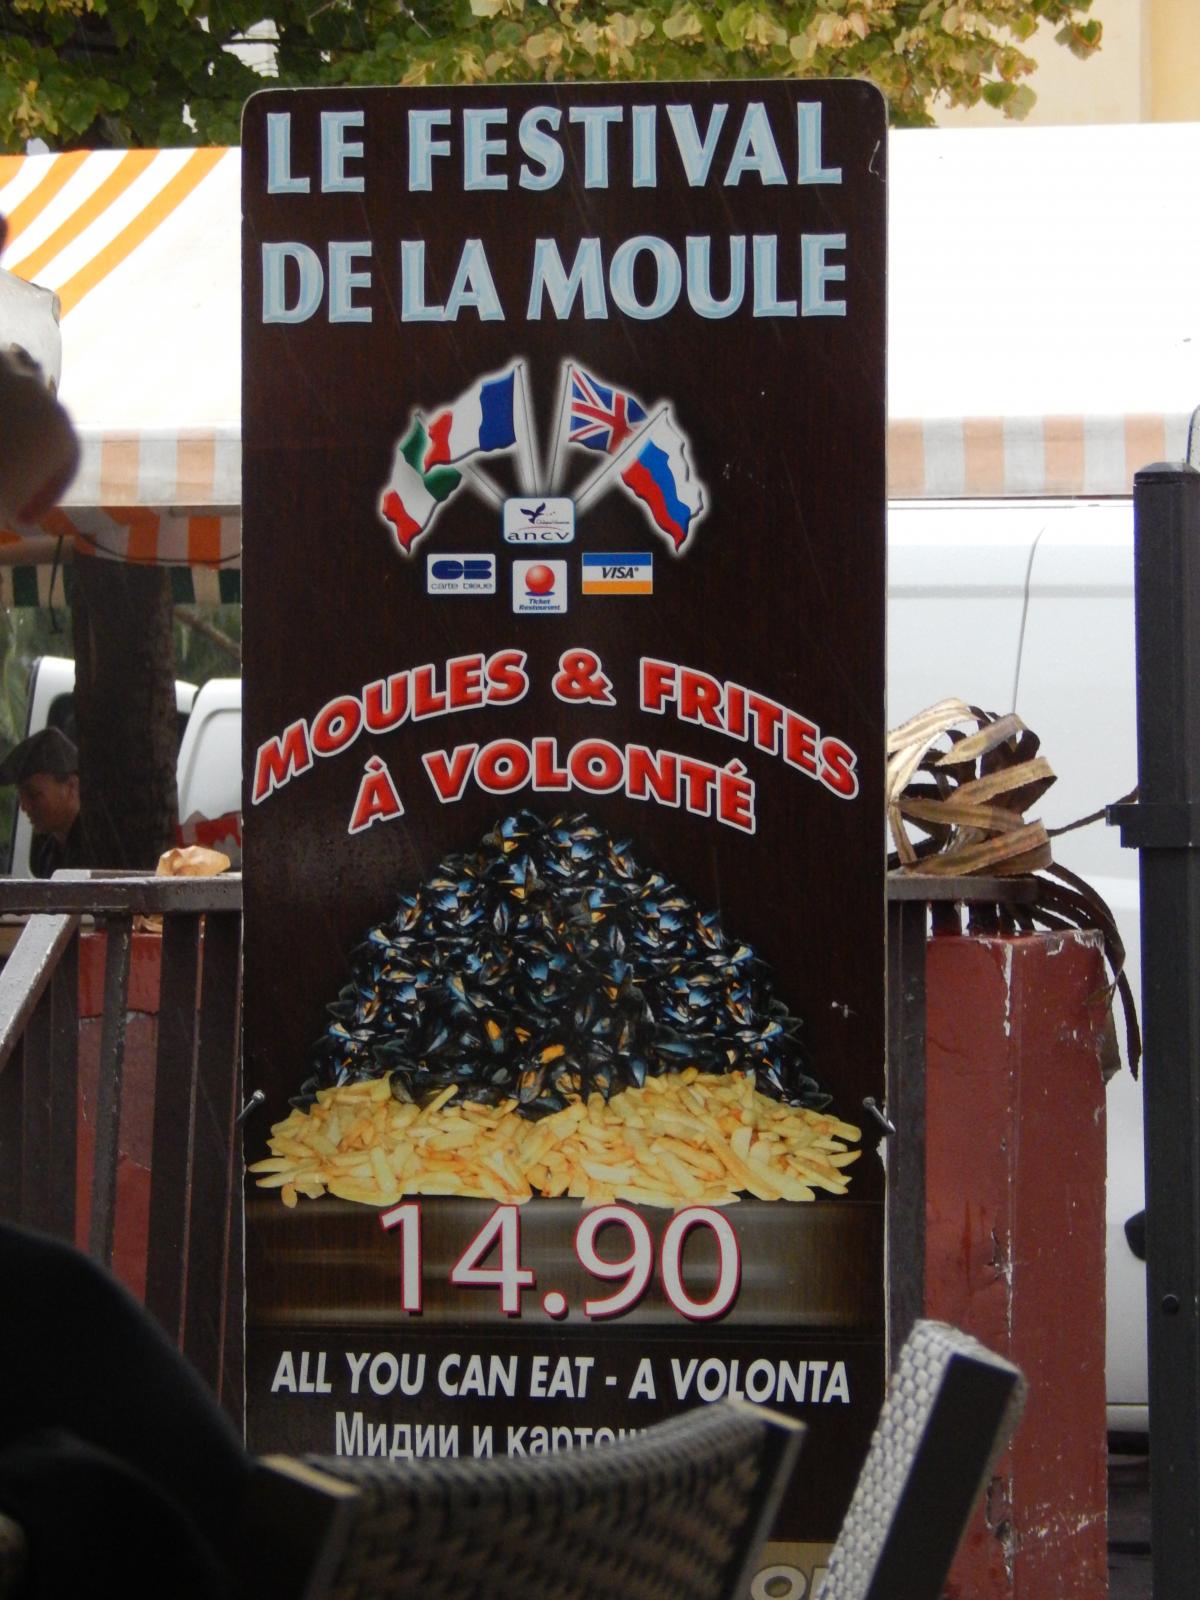 LE FESTIVAL
DE LA MOULE
ancv
CB
carte bleue
Ticket
Restaurant
VISA
MOULES & FRITES
À VOLONTÉ
14.90
ALL YOU CAN EAT - A VOLONTA
Мидии и